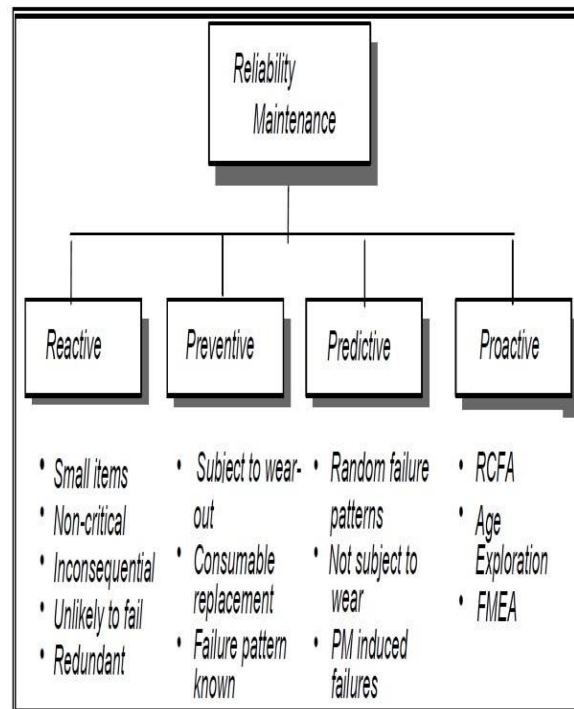 Reliability
Maintenance
Reactive
Preventive
Predictive
Proactive
• Small items
• Non-critical
• Inconsequential
• Unlikely to fail
• Redundant
• Subject to wear-
out
• Consumable
replacement
• Failure pattern
known
• Random failure
patterns
• Not subject to
wear
• PM induced
failures
• RCFA
• Age
Exploration
• FMEA